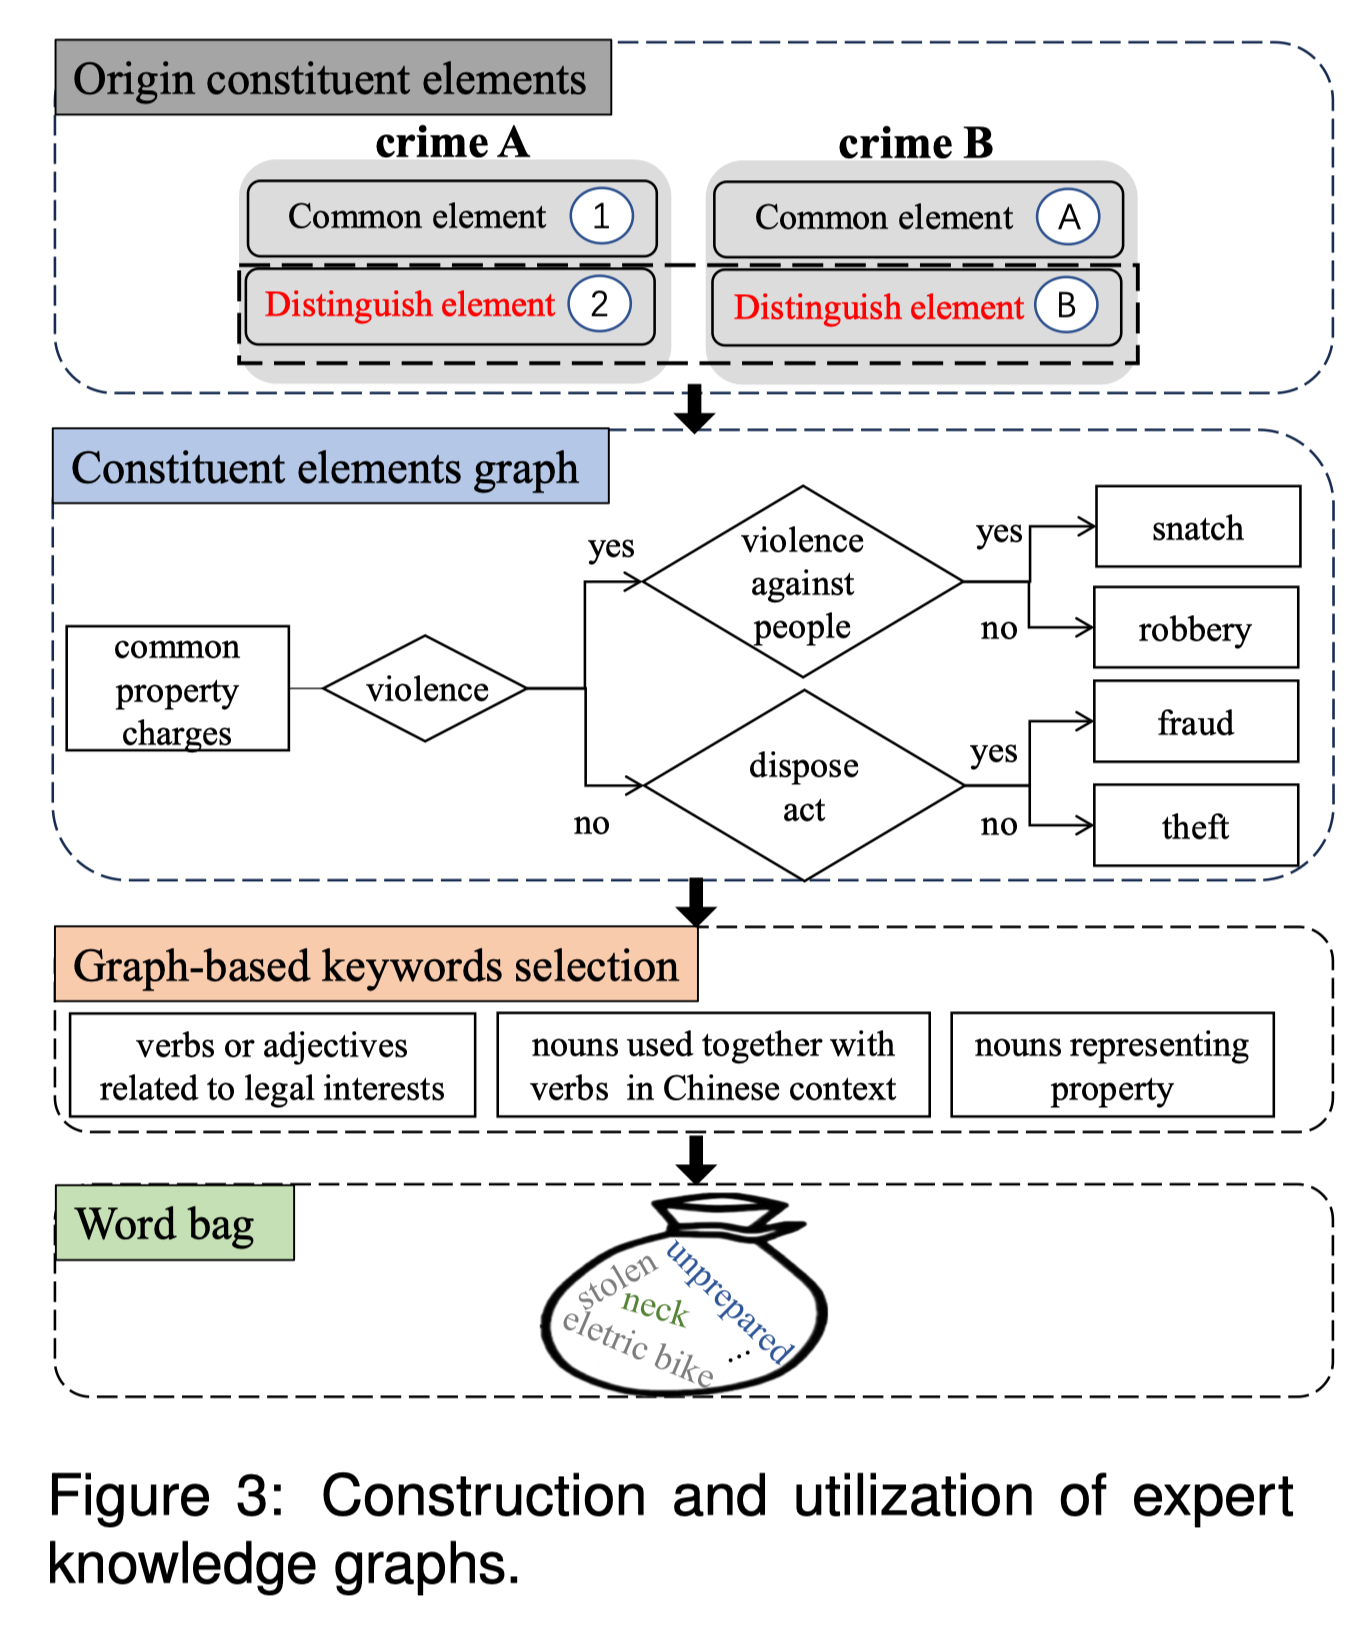 Origin constituent elements
crime A
crime B
Common element 1
Common element A
Distinguish element 2
Distinguish element B
Constituent elements graph
common
property
charges
violence
yes
no
violence
against
people
yes
no
snatch
robbery
dispose
act
yes
no
fraud
theft
Graph-based keywords selection
verbs or adjectives
related to legal interests
nouns used together with
verbs in Chinese context
nouns representing
property
Word bag
stolen
unprepared
neck
eletric bike
...
Figure 3: Construction and utilization of expert
knowledge graphs.